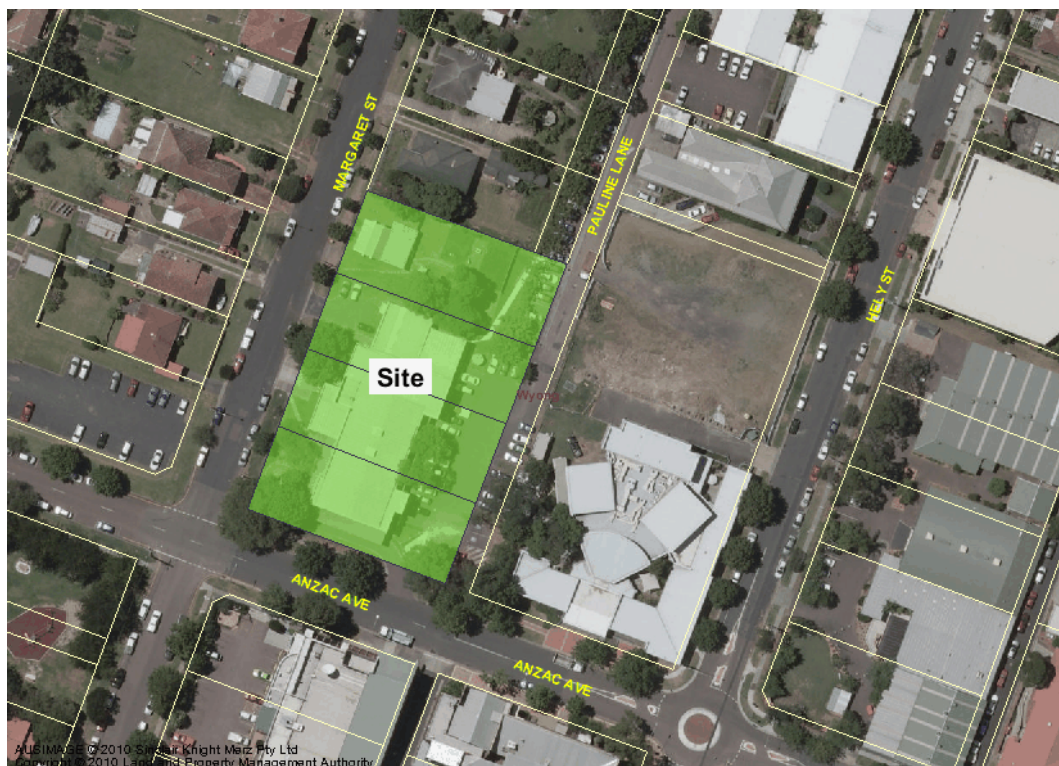 MARGARET ST
PAULINE LANE
HELY ST
Site
Wyong
ANZAC AVE
ANZAC AVE
AUSIMAGE © 2010 Sinclair Knight Merz Pty Ltd
Copyright © 2010 Land and Property Management Authority